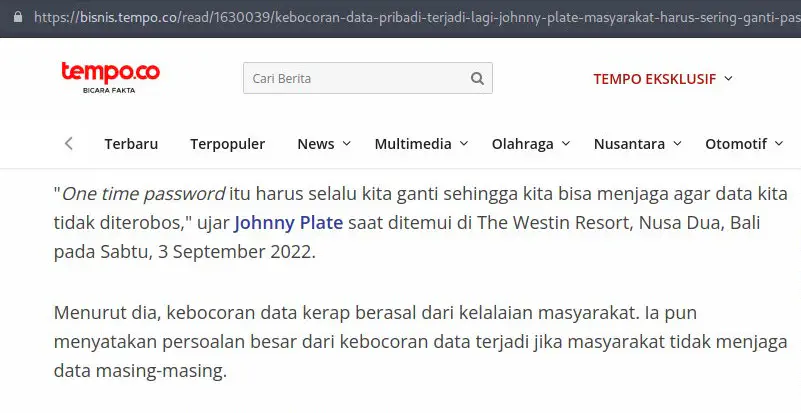 https://bisnis.tempo.co/read/1630039/kebocoran-data-pribadi-terjadi-lagi-johnny-plate-masyarakat-harus-sering-ganti-pas
tempo.co
BICARA FAKTA
Cari Berita
TEMPO EKSKLUSIF
Terbaru Terpopuler News Multimedia Olahraga Nusantara Otomotif
"One time password itu harus selalu kita ganti sehingga kita bisa menjaga agar data kita
tidak diterobos," ujar Johnny Plate saat ditemui di The Westin Resort, Nusa Dua, Bali
pada Sabtu, 3 September 2022.
Menurut dia, kebocoran data kerap berasal dari kelalaian masyarakat. Ia pun
menyatakan persoalan besar dari kebocoran data terjadi jika masyarakat tidak menjaga
data masing-masing.